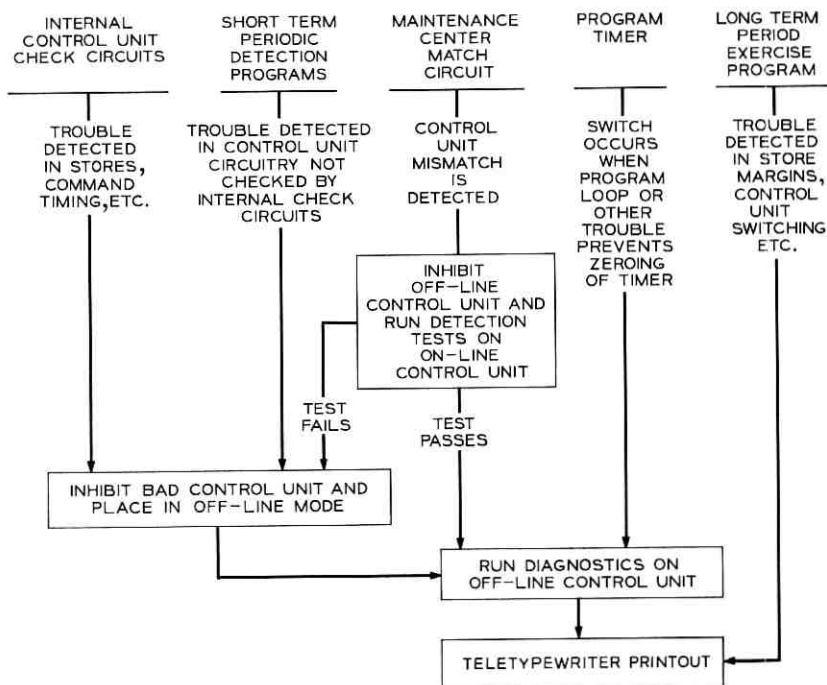 INTERNAL
CONTROL UNIT
CHECK CIRCUITS
SHORT TERM
PERIODIC
DETECTION
PROGRAMS
MAINTENANCE
CENTER
MATCH
CIRCUIT
PROGRAM
TIMER
LONG TERM
PERIOD
EXERCISE
PROGRAM
TROUBLE
DETECTED
IN STORES,
COMMAND
TIMING, ETC.
TROUBLE DETECTED
IN CONTROL UNIT
CIRCUITRY NOT
CHECKED BY
INTERNAL CHECK
CIRCUITS
CONTROL
UNIT
MISMATCH
IS
DETECTED
SWITCH
OCCURS
WHEN
PROGRAM
LOOP OR
OTHER
TROUBLE
PREVENTS
ZEROING
OF TIMER
TROUBLE
DETECTED
IN STORE
MARGINS,
CONTROL
UNIT
SWITCHING
ETC.
INHIBIT
OFF-LINE
CONTROL UNIT AND
RUN DETECTION
TESTS ON
ON-LINE
CONTROL UNIT
TEST
FAILS
TEST
PASSES
INHIBIT BAD CONTROL UNIT AND
PLACE IN OFF-LINE MODE
RUN DIAGNOSTICS ON
OFF-LINE CONTROL UNIT
TELETYPEWRITER PRINTOUT